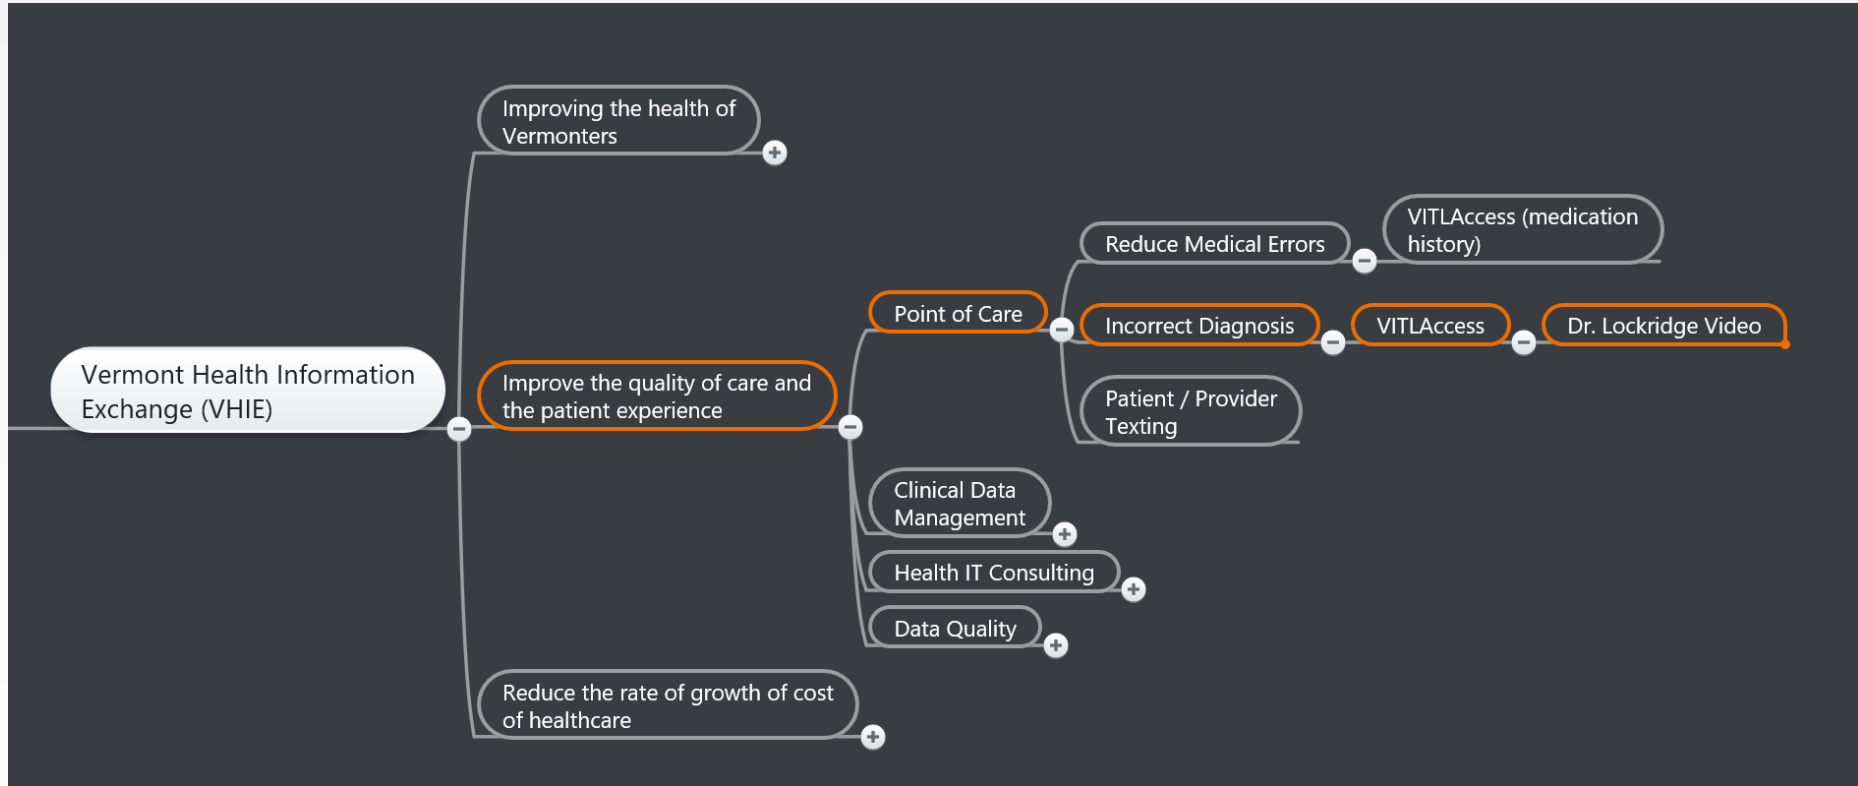 Vermont Health Information
Exchange (VHIE)
Improving the health of
Vermonters
Improve the quality of care and
the patient experience
Point of Care
Reduce Medical Errors
VITLAccess (medication
history)
Incorrect Diagnosis
VITLAccess
Dr. Lockridge Video
Patient / Provider
Texting
Clinical Data
Management
Health IT Consulting
Data Quality
Reduce the rate of growth of cost
of healthcare